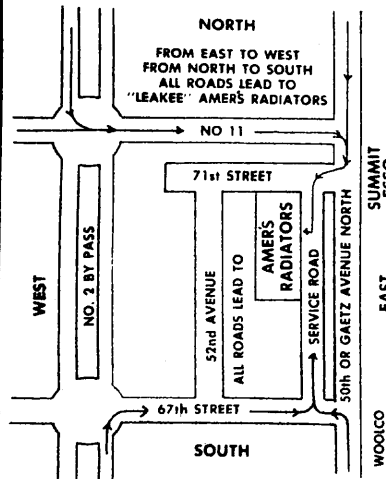 NORTH
FROM EAST TO WEST
FROM NORTH TO SOUTH
ALL ROADS LEAD TO
"LEAKEE" AMER'S RADIATORS
NO 11
71st STREET
SUMMIT
ESSO
WEST
NO. 2 BY PASS
52nd AVENUE
ALL ROADS LEAD TO
AMER'S
RADIATORS
SERVICE ROAD
50th OR GAETZ AVENUE NORTH
EAST
67th STREET
SOUTH
WOOLCO